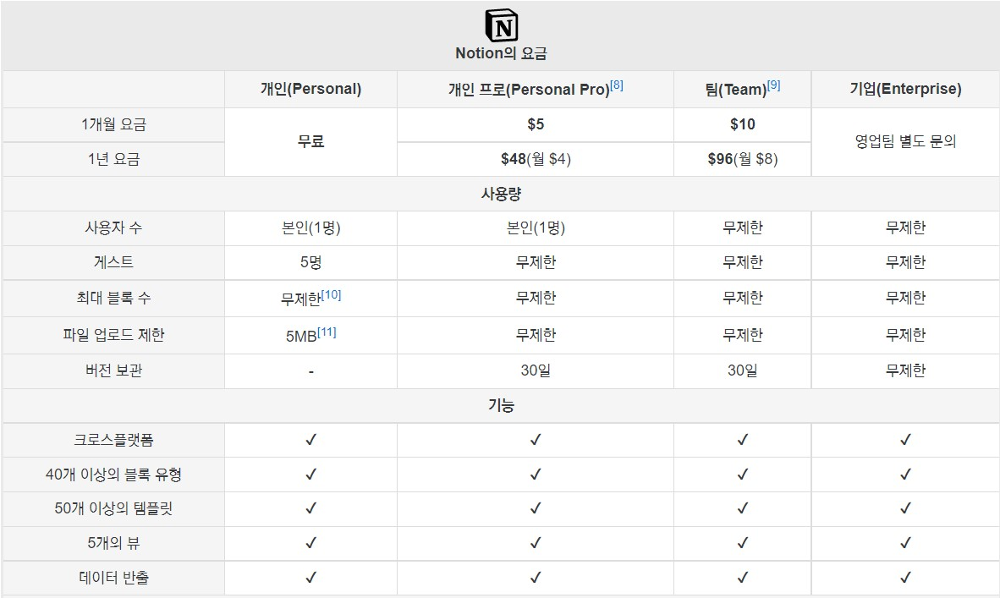 N
Notion의 요금
개인(Personal) 개인 프로(Personal Pro)[8] 팀(Team)[9] 기업(Enterprise)
1개월 요금 무료 $5 $10 영업팀 별도 문의
1년 요금 $48(월 $4) $96(월 $8)
사용량
사용자 수 본인(1명) 본인(1명) 무제한 무제한
게스트 5명 무제한 무제한 무제한
최대 블록 수 무제한[10] 무제한 무제한 무제한
파일 업로드 제한 5MB[11] 무제한 무제한 무제한
버전 보관 - 30일 30일 무제한
기능
크로스플랫폼 ✓ ✓ ✓ ✓
40개 이상의 블록 유형 ✓ ✓ ✓ ✓
50개 이상의 템플릿 ✓ ✓ ✓ ✓
5개의 뷰 ✓ ✓ ✓ ✓
데이터 반출 ✓ ✓ ✓ ✓